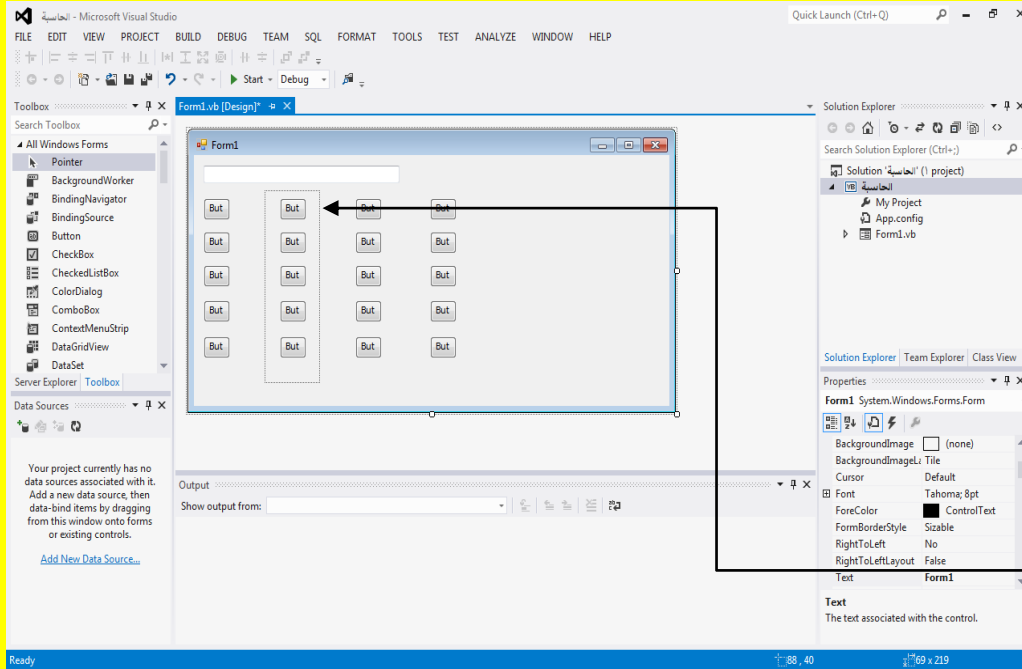 الحاسبة - Microsoft Visual Studio
Quick Launch (Ctrl+Q)
FILE EDIT VIEW PROJECT BUILD DEBUG TEAM SQL FORMAT TOOLS TEST ANALYZE WINDOW HELP
Start Debug
Toolbox
Search Toolbox
All Windows Forms
Pointer
BackgroundWorker
BindingNavigator
BindingSource
Button
CheckBox
CheckedListBox
ColorDialog
ComboBox
ContextMenuStrip
DataGridView
DataSet
Server Explorer Toolbox
Data Sources
Your project currently has no
data sources associated with it.
Add a new data source, then
data-bind items by dragging
from this window onto forms
or existing controls.
Add New Data Source...
Form1.vb [Design]*
Form1
But But But But
But But But But
But But But But
But But But But
But But But But
Output
Show output from:
Solution Explorer
Search Solution Explorer (Ctrl+;)
Solution 'الحاسبة' (١ project)
VB الحاسبة
My Project
App.config
Form1.vb
Solution Explorer Team Explorer Class View
Properties
Form1 System.Windows.Forms.Form
BackgroundImage (none)
BackgroundImageLa Tile
Cursor Default
Font Tahoma; 8pt
ForeColor ControlText
FormBorderStyle Sizable
RightToLeft No
RightToLeftLayout False
Text Form1
Text
The text associated with the control.
Ready 88 , 40 69 x 219